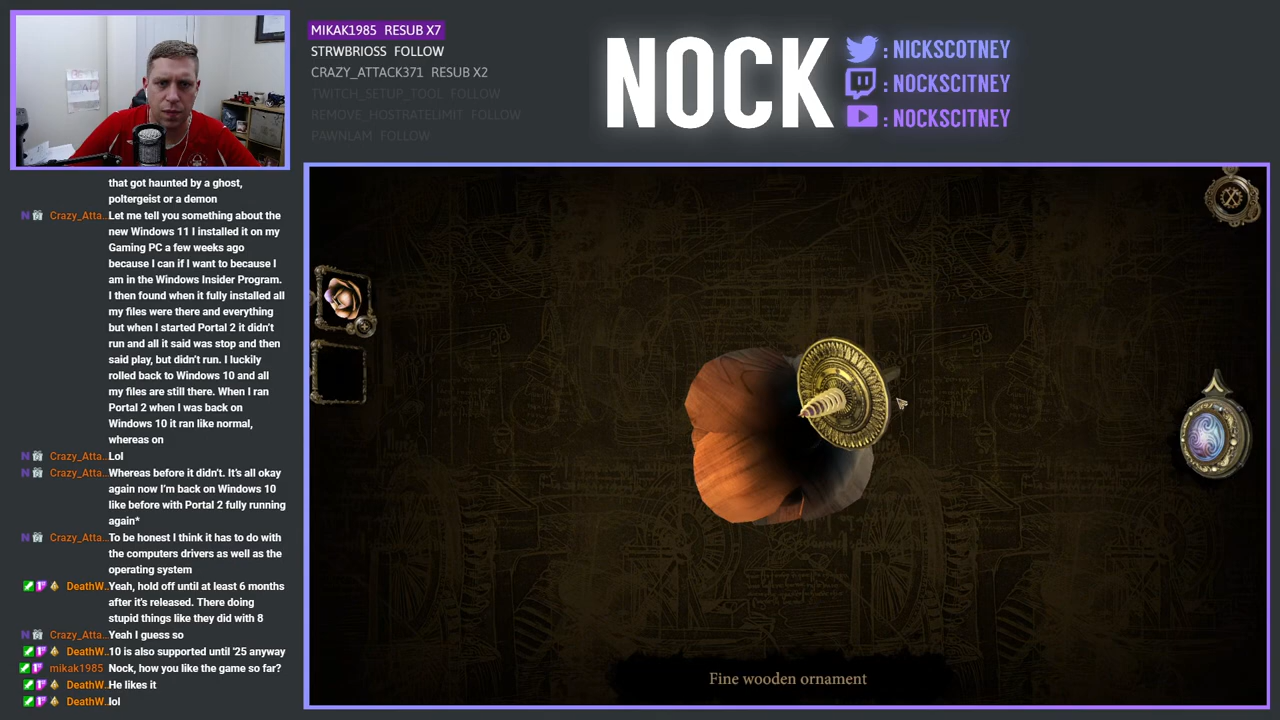 MIKAK1985 RESUB X7
STRWBRIOSS FOLLOW
CRAZY_ATTACK371 RESUB X2
TWITCH_SETUP_TOOL FOLLOW
REMOVE_HOSTRATELIMIT FOLLOW
PAWNLAM FOLLOW
NOCK
: NICKSCOTNEY
: NOCKSCITNEY
: NOCKSCITNEY
that got haunted by a ghost,
poltergeist or a demon
N Crazy_Atta.. Let me tell you something about the
new Windows 11 I installed it on my
Gaming PC a few weeks ago
because I can if I want to because I
am in the Windows Insider Program.
I then found when it fully installed all
my files were there and everything
but when I started Portal 2 it didn't
run and all it said was stop and then
said play, but didn't run. I luckily
rolled back to Windows 10 and all
my files are still there. When I ran
Portal 2 when I was back on
Windows 10 it ran like normal,
whereas on
N Crazy_Atta.. Lol
N Crazy_Atta.. Whereas before it didn't. It's all okay
again now I'm back on Windows 10
like before with Portal 2 fully running
again*
N Crazy_Atta.. To be honest I think it has to do with
the computers drivers as well as the
operating system
DeathW.. Yeah, hold off until at least 6 months
after it's released. There doing
stupid things like they did with 8
N Crazy_Atta.. Yeah I guess so
DeathW.. 10 is also supported until '25 anyway
mikak1985 Nock, how you like the game so far?
DeathW.. He likes it
DeathW.. lol
Fine wooden ornament